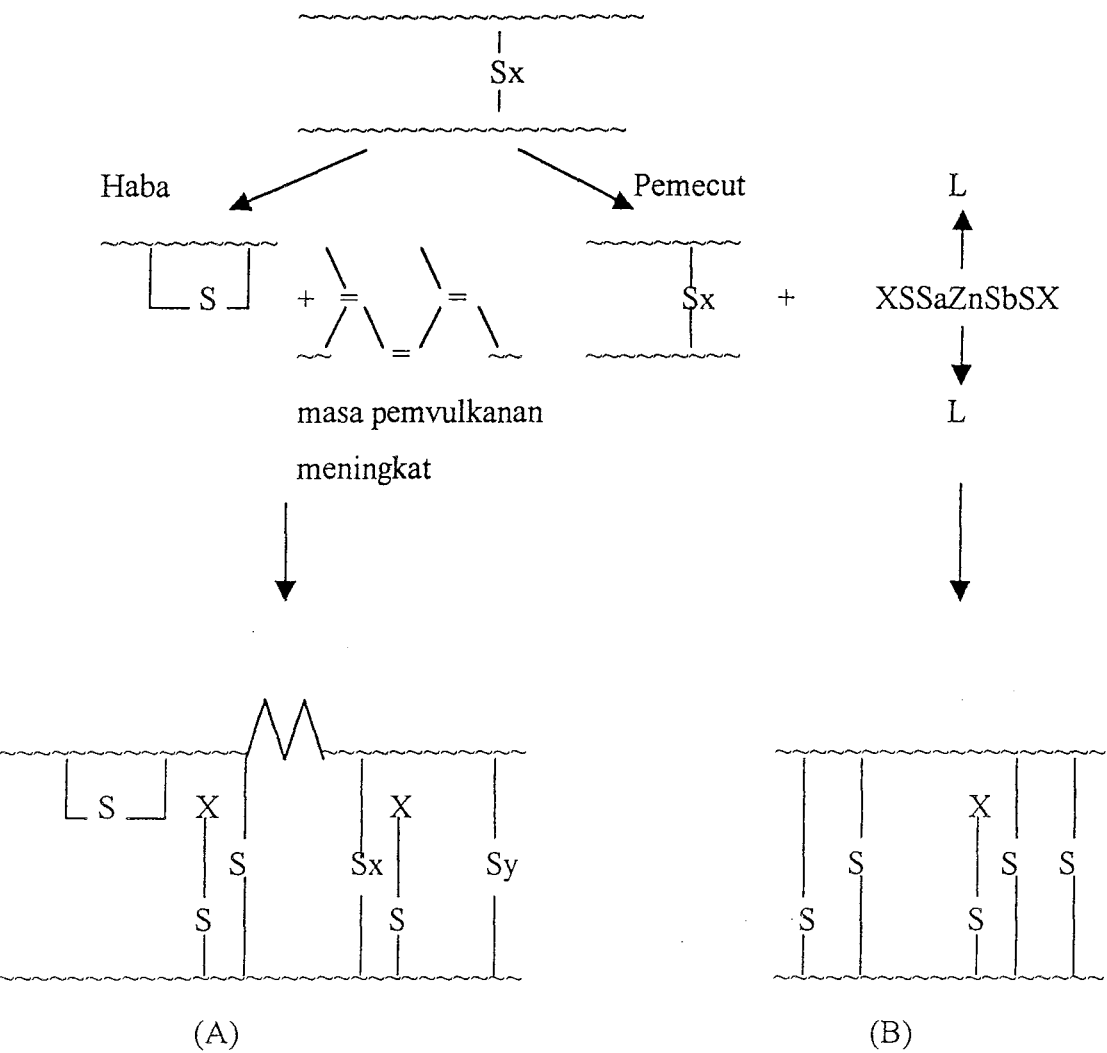 Sx
Haba
Pemecut
L
S + = = Sx + XSSaZnSbSX
=
masa pemvulkanan
meningkat
L
S X X X
S Sx Sy S S S
S S S S
(A) (B)